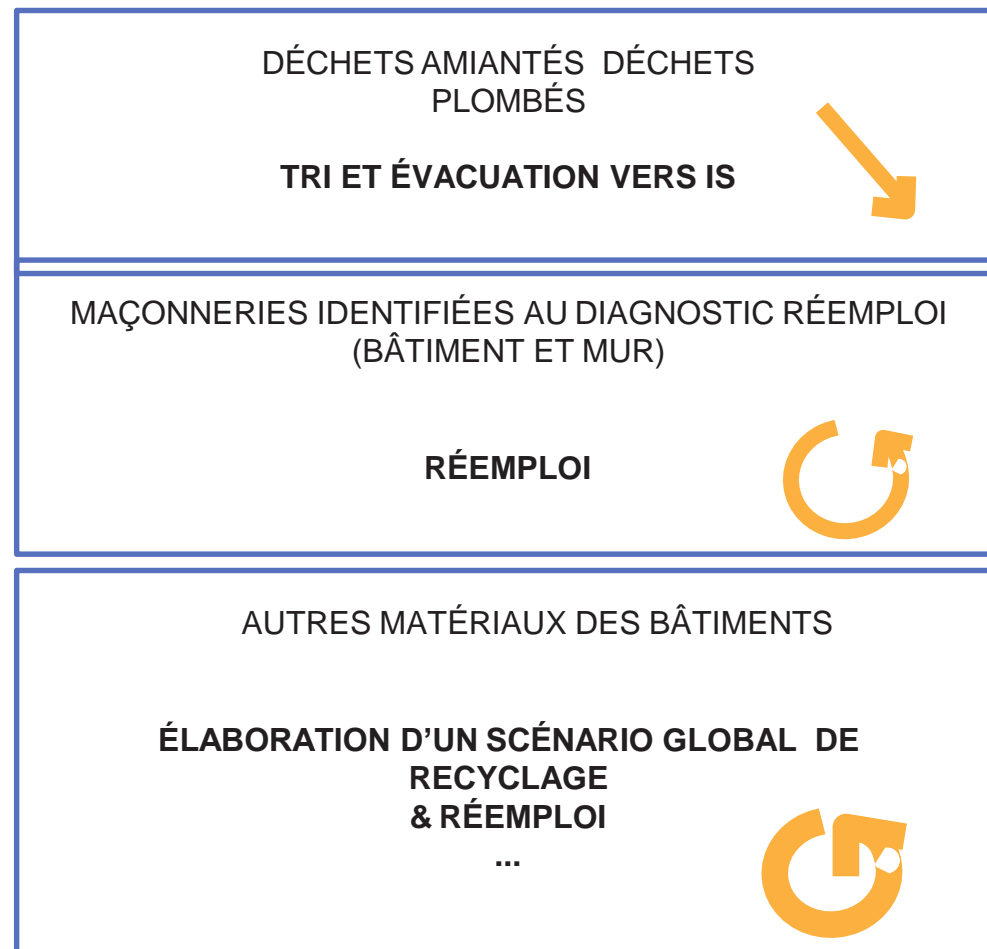 DÉCHETS AMIANTÉS DÉCHETS
PLOMBÉS
TRI ET ÉVACUATION VERS IS
MAÇONNERIES IDENTIFIÉES AU DIAGNOSTIC RÉEMPLOI
(BÂTIMENT ET MUR)
RÉEMPLOI
AUTRES MATÉRIAUX DES BÂTIMENTS
ÉLABORATION D’UN SCÉNARIO GLOBAL DE
RECYCLAGE
& RÉEMPLOI
...